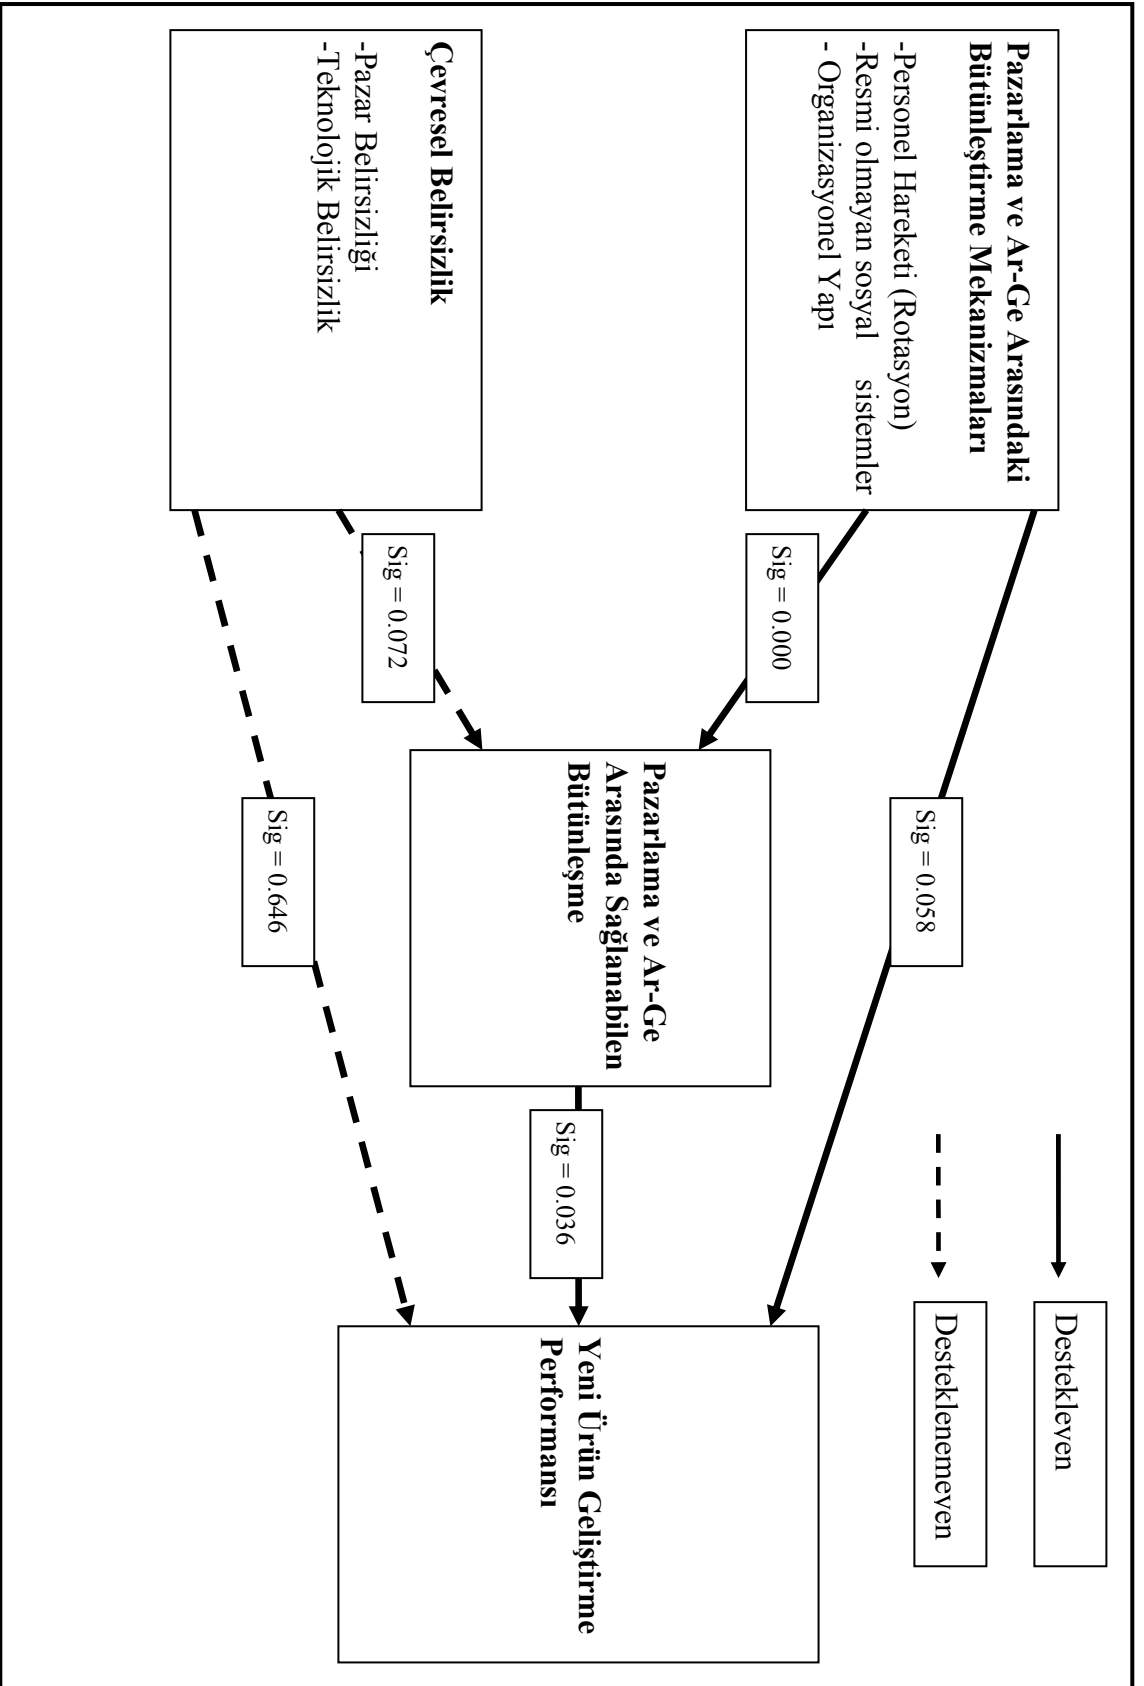 Pazarlama ve Ar-Ge Arasındaki
Bütünleştirme Mekanizmaları
-Personel Hareketi (Rotasyon)
-Resmi olmayan sosyal sistemler
- Organizasyonel Yapı
Çevresel Belirsizlik
-Pazar Belirsizliği
-Teknolojik Belirsizlik
Sig = 0.058
Sig = 0.000
Sig = 0.072
Sig = 0.646
Pazarlama ve Ar-Ge
Arasında Sağlanabilen
Bütünleşme
Sig = 0.036
Destekleyen
Desteklenemeyen
Yeni Ürün Geliştirme
Performansı